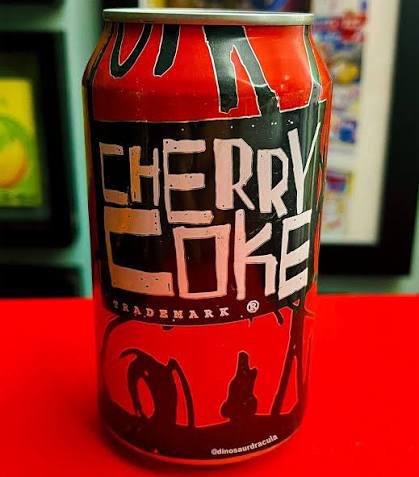 CHERRY
COKE
TRADEMARK ®
@dinosaurdracula